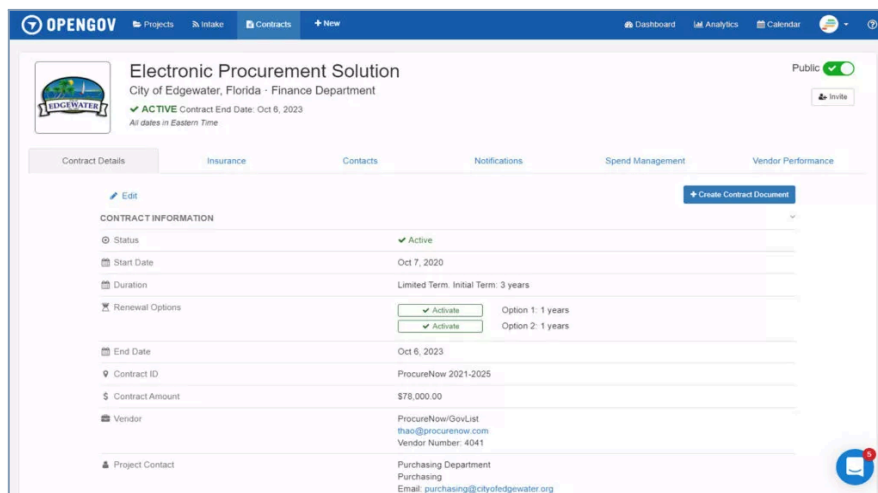 OPENGOV Projects Intake Contracts + New Dashboard Analytics Calendar
EDGEWATER
Electronic Procurement Solution
City of Edgewater, Florida · Finance Department
ACTIVE Contract End Date: Oct 6, 2023
All dates in Eastern Time
Public
Invite
Contract Details Insurance Contacts Notifications Spend Management Vendor Performance
Edit
+ Create Contract Document
CONTRACT INFORMATION
Status Active
Start Date Oct 7, 2020
Duration Limited Term. Initial Term: 3 years
Renewal Options Activate Option 1: 1 years
Activate Option 2: 1 years
End Date Oct 6, 2023
Contract ID ProcureNow 2021-2025
$ Contract Amount $78,000.00
Vendor ProcureNow/GovList
thao@procurenow.com
Vendor Number: 4041
Project Contact Purchasing Department
Purchasing
Email: purchasing@cityofedgewater.org
5